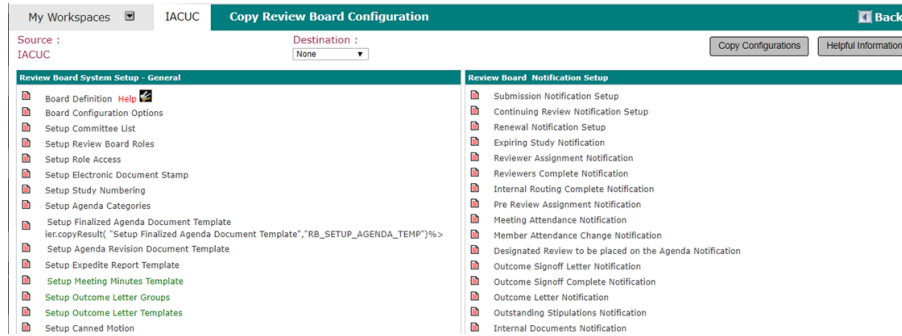 My Workspaces
IACUC
Copy Review Board Configuration
Back
Source :
IACUC
Destination :
None
Copy Configurations
Helpful Information
Review Board System Setup - General
Board Definition Help
Board Configuration Options
Setup Committee List
Setup Review Board Roles
Setup Role Access
Setup Electronic Document Stamp
Setup Study Numbering
Setup Agenda Categories
Setup Finalized Agenda Document Template
ier.copyResult( "Setup Finalized Agenda Document Template","RB_SETUP_AGENDA_TEMP")%>
Setup Agenda Revision Document Template
Setup Expedite Report Template
Setup Meeting Minutes Template
Setup Outcome Letter Groups
Setup Outcome Letter Templates
Setup Canned Motion
Review Board Notification Setup
Submission Notification Setup
Continuing Review Notification Setup
Renewal Notification Setup
Expiring Study Notification
Reviewer Assignment Notification
Reviewers Complete Notification
Internal Routing Complete Notification
Pre Review Assignment Notification
Meeting Attendance Notification
Member Attendance Change Notification
Designated Review to be placed on the Agenda Notification
Outcome Signoff Letter Notification
Outcome Signoff Complete Notification
Outcome Letter Notification
Outstanding Stipulations Notification
Internal Documents Notification